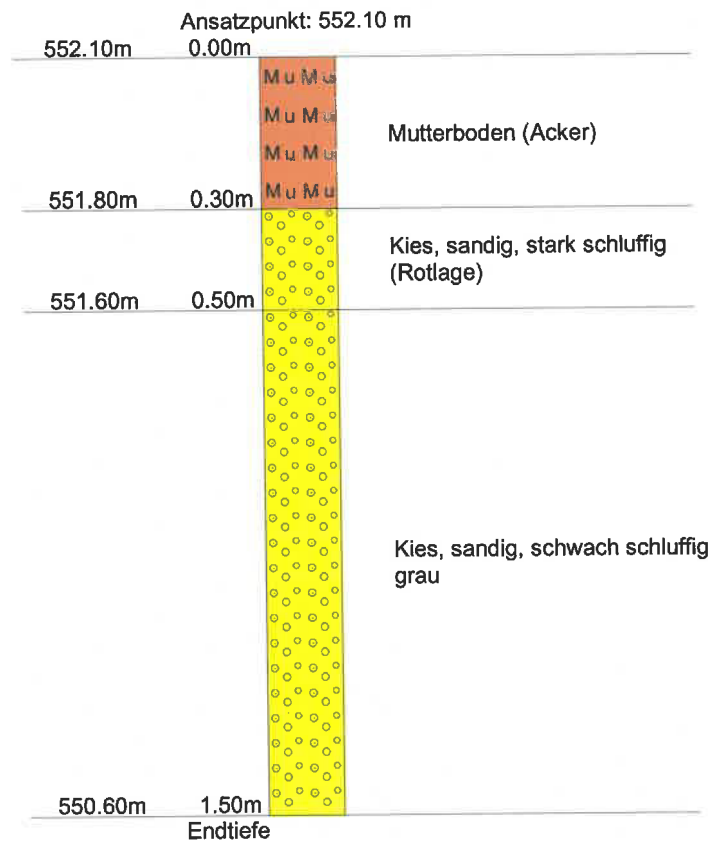 Ansatzpunkt: 552.10 m
552.10m 0.00m
Mu Mu
Mu Mu
Mutterboden (Acker)
Mu Mu
Mu Mu
551.80m 0.30m
Kies, sandig, stark schluffig
(Rotlage)
551.60m 0.50m
Kies, sandig, schwach schluffig
grau
550.60m 1.50m
Endtiefe